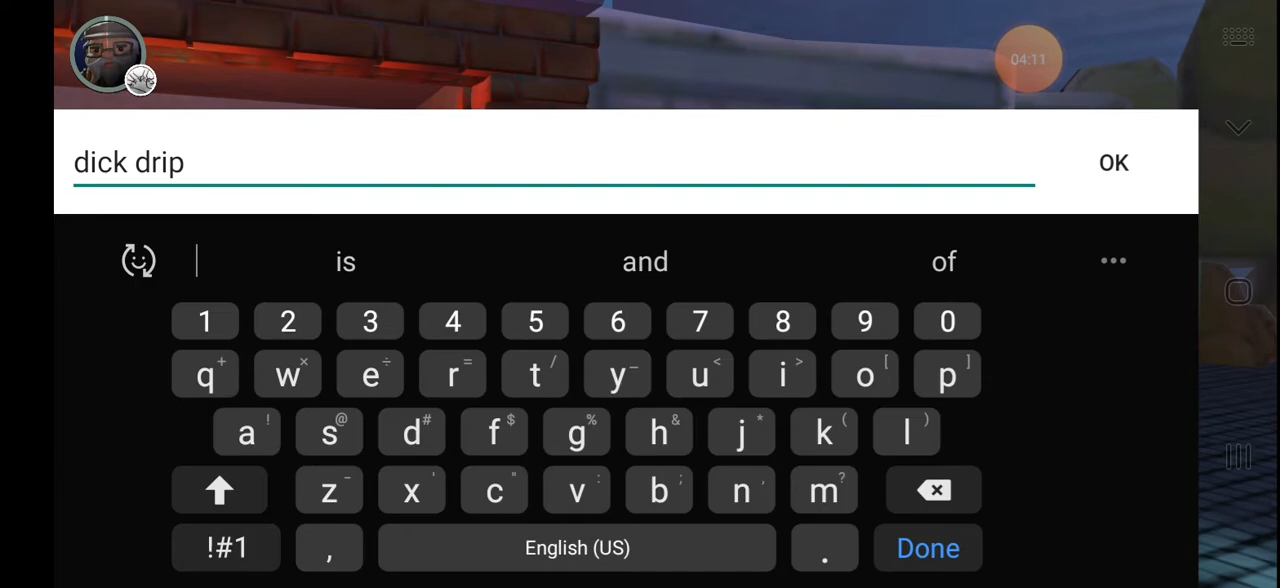 04:11
dick drip
OK
is and of •••
1 2 3 4 5 6 7 8 9 0
q + w × e ÷ r = t / y – u < i > o [ p ]
a ! s @ d # f $ g % h & j * k ( l )
z - x ' c " v : b ; n , m ?
!#1 , English (US) . Done